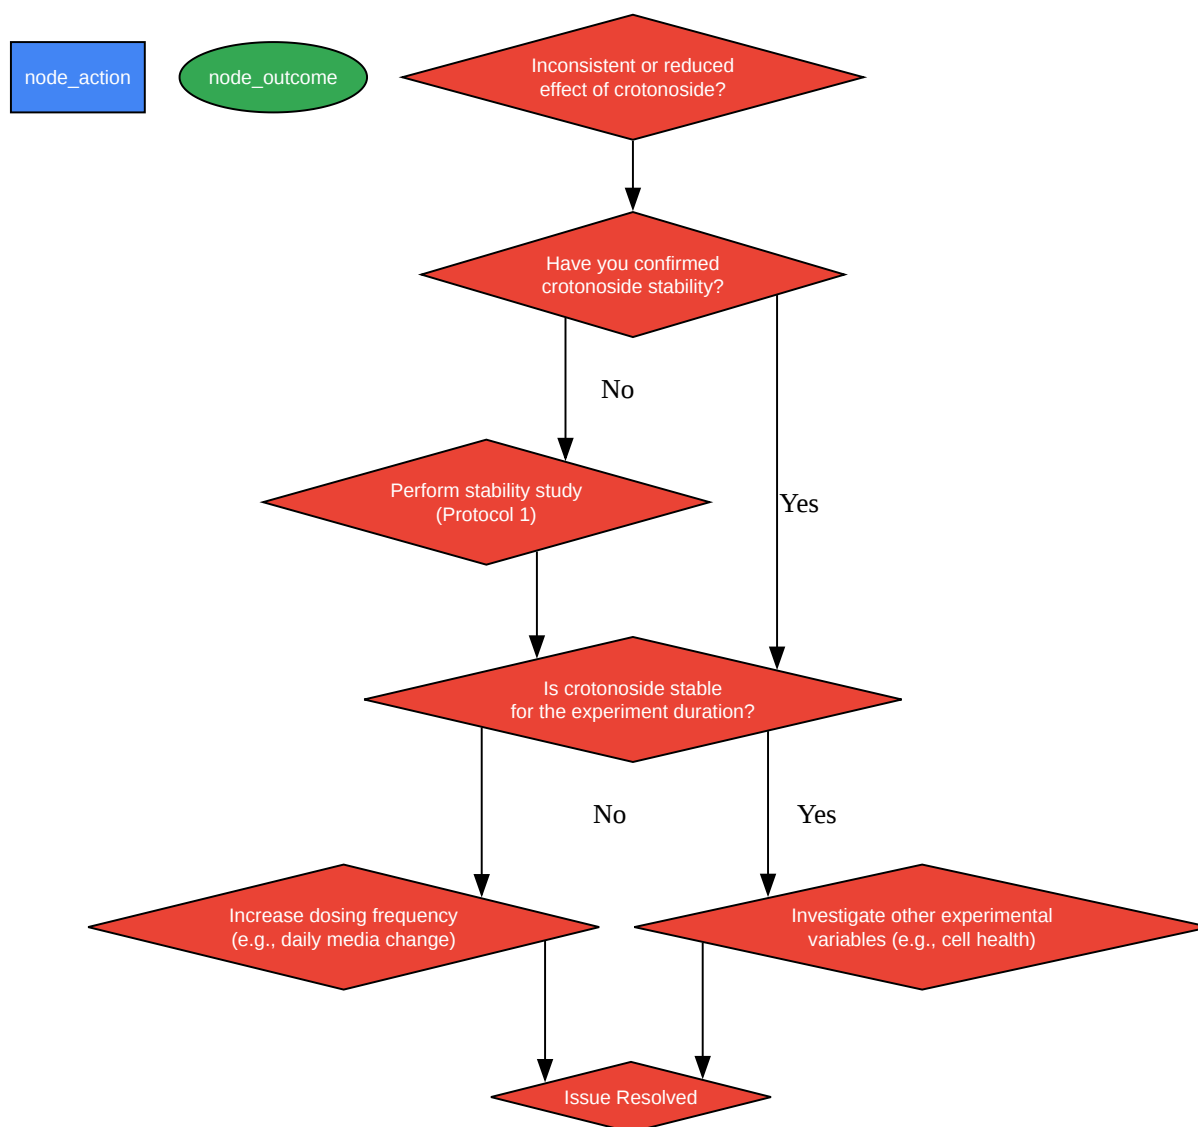 node_action
node_outcome
Inconsistent or reduced
effect of crotonoside?
Have you confirmed
crotonoside stability?
No
Yes
Perform stability study
(Protocol 1)
Is crotonoside stable
for the experiment duration?
No
Yes
Increase dosing frequency
(e.g., daily media change)
Investigate other experimental
variables (e.g., cell health)
Issue Resolved